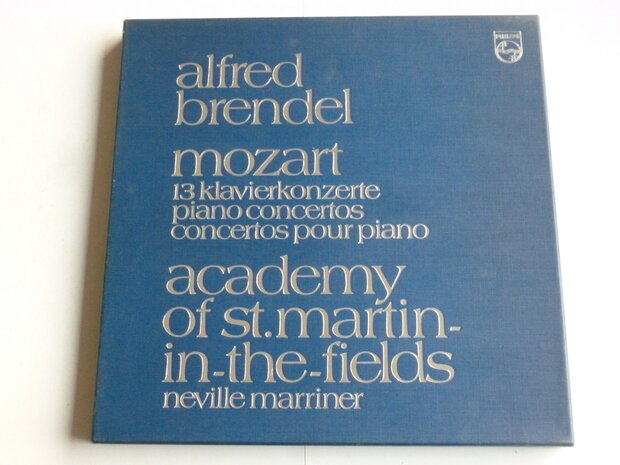 PHILIPS
alfred
brendel
mozart
13 klavierkonzerte
piano concertos
concertos pour piano
academy
of st.martin-
in-the-fields
neville marriner